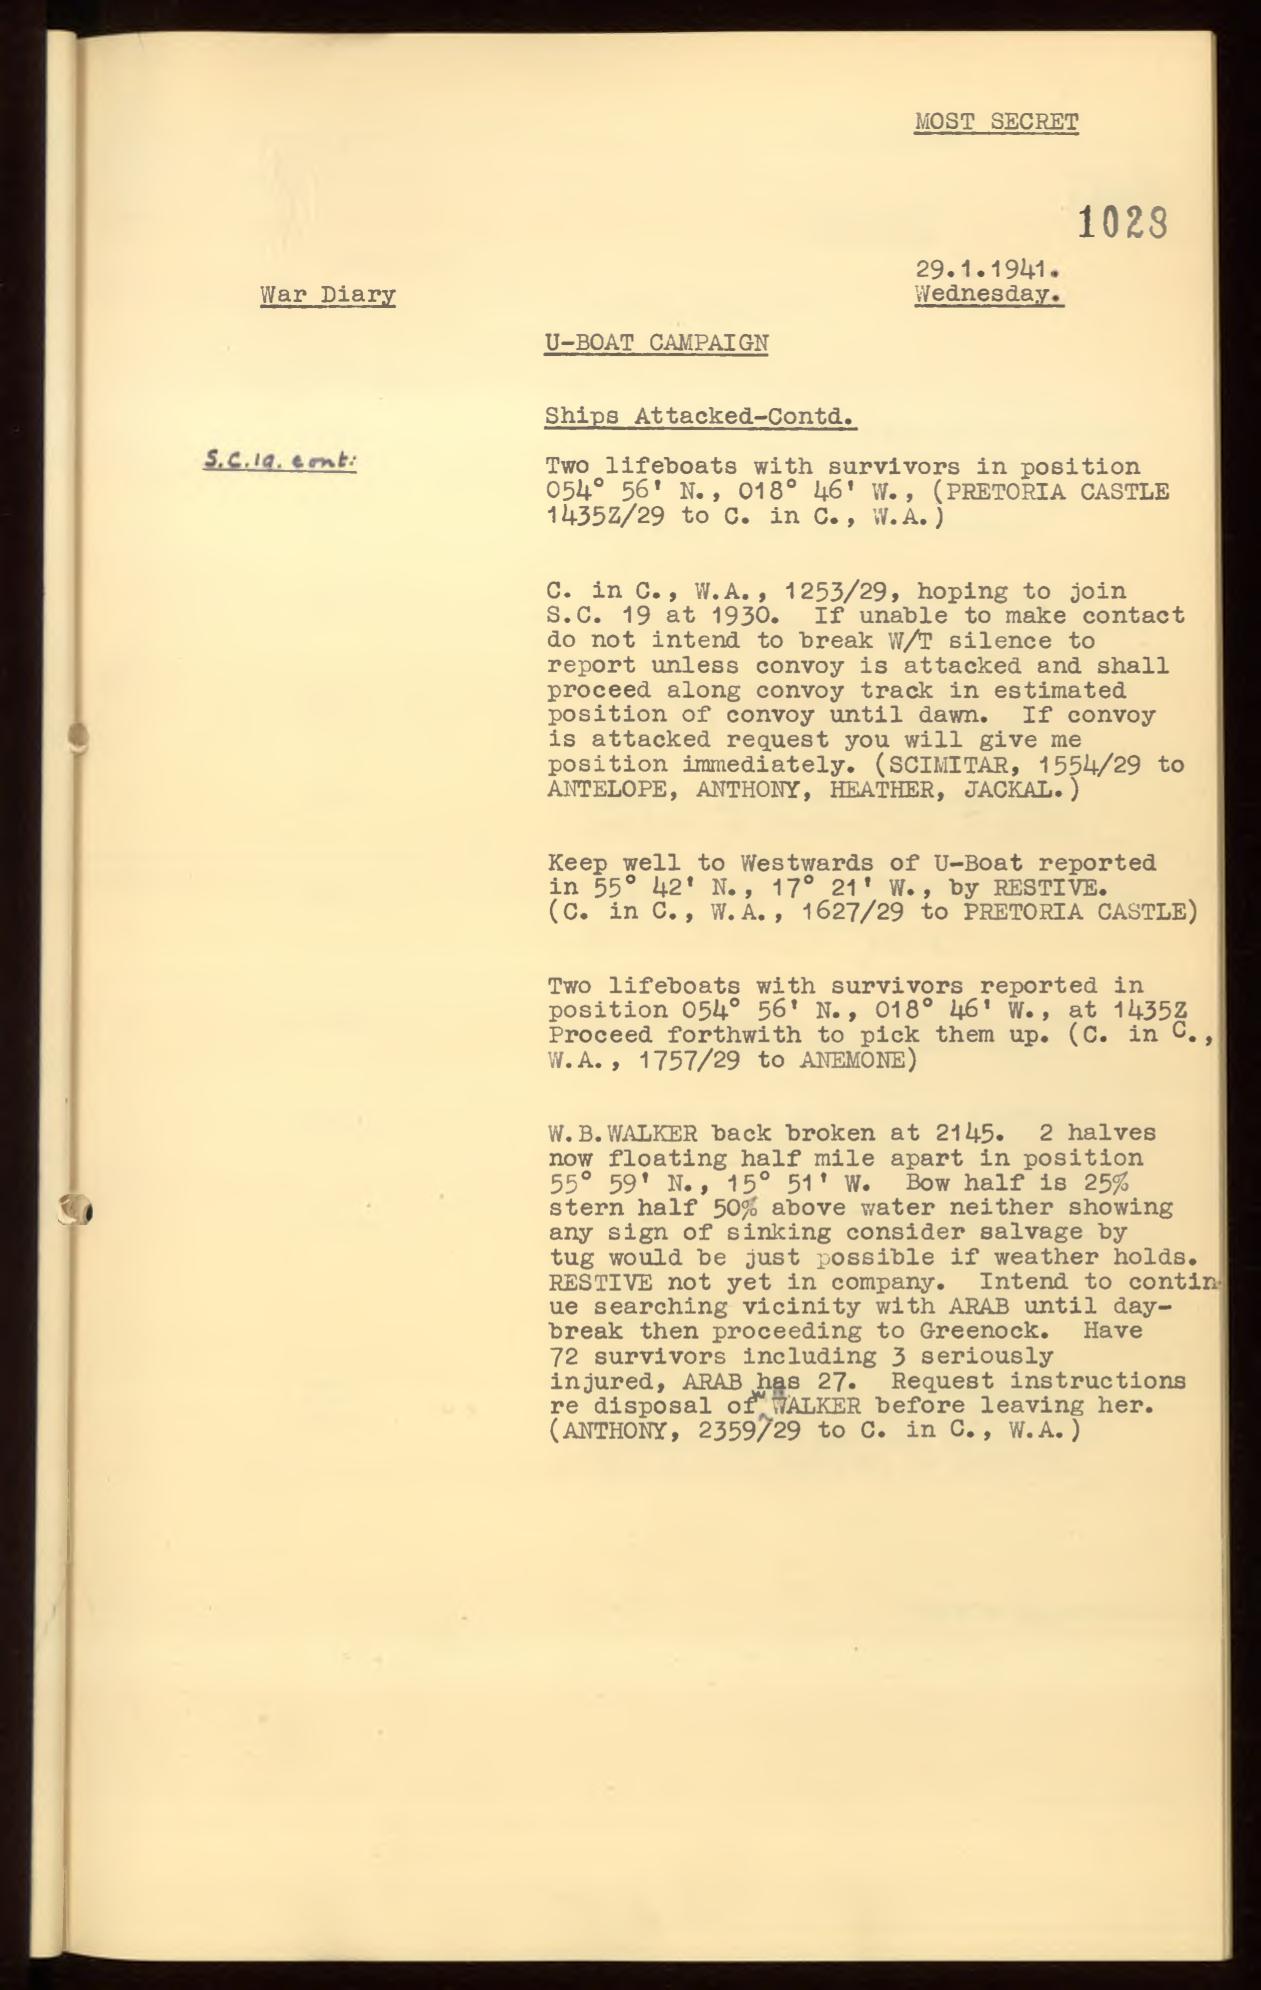 MOST SECRET
1028
29.1.1941.
War Diary
Wednesday.
U-BOAT CAMPAIGN
Ships Attacked-Contd.
S.C.19. cont:
Two lifeboats with survivors in position
054° 56' N., 018° 46' W., (PRETORIA CASTLE
1435Z/29 to C. in C., W.A.)
C. in C., W.A., 1253/29, hoping to join
S.C. 19 at 1930. If unable to make contact
do not intend to break W/T silence to
report unless convoy is attacked and shall
proceed along convoy track in estimated
position of convoy until dawn. If convoy
is attacked request you will give me
position immediately. (SCIMITAR, 1554/29 to
ANTELOPE, ANTHONY, HEATHER, JACKAL.)
Keep well to Westwards of U-Boat reported
in 55° 42' N., 17° 21' W., by RESTIVE.
(C. in C., W.A., 1627/29 to PRETORIA CASTLE)
Two lifeboats with survivors reported in
position 054° 56' N., 018° 46' W., at 1435Z
Proceed forthwith to pick them up. (C. in C.,
W.A., 1757/29 to ANEMONE)
W.B.WALKER back broken at 2145. 2 halves
now floating half mile apart in position
55° 59' N., 15° 51' W. Bow half is 25%
stern half 50% above water neither showing
any sign of sinking consider salvage by
tug would be just possible if weather holds.
RESTIVE not yet in company. Intend to contin-
ue searching vicinity with ARAB until day-
break then proceeding to Greenock. Have
72 survivors including 3 seriously
injured, ARAB has 27. Request instructions
re disposal of WALKER before leaving her.
(ANTHONY, 2359/29 to C. in C., W.A.)